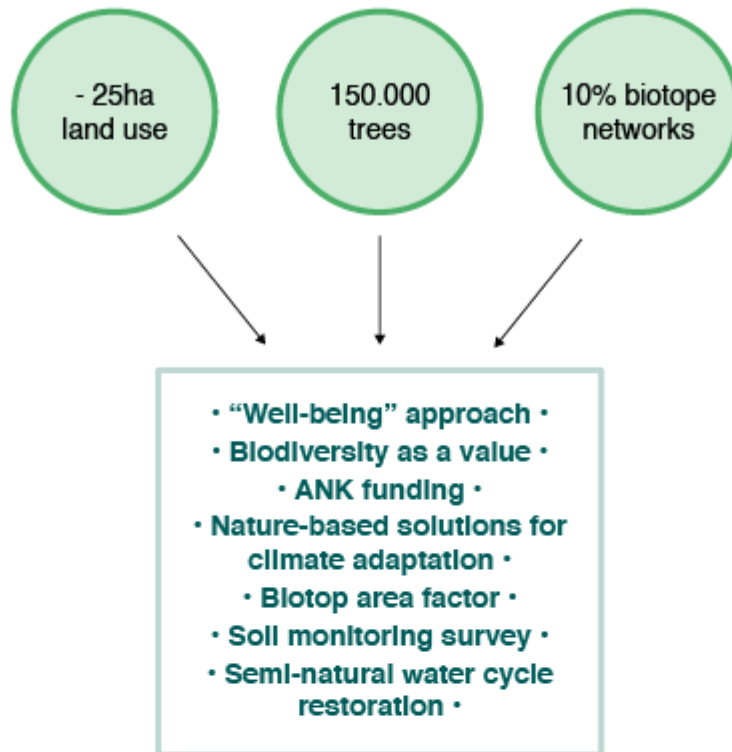 - 25ha
land use
150.000
trees
10% biotope
networks
• “Well-being” approach •
• Biodiversity as a value •
• ANK funding •
• Nature-based solutions for
climate adaptation •
• Biotop area factor •
• Soil monitoring survey •
• Semi-natural water cycle
restoration •